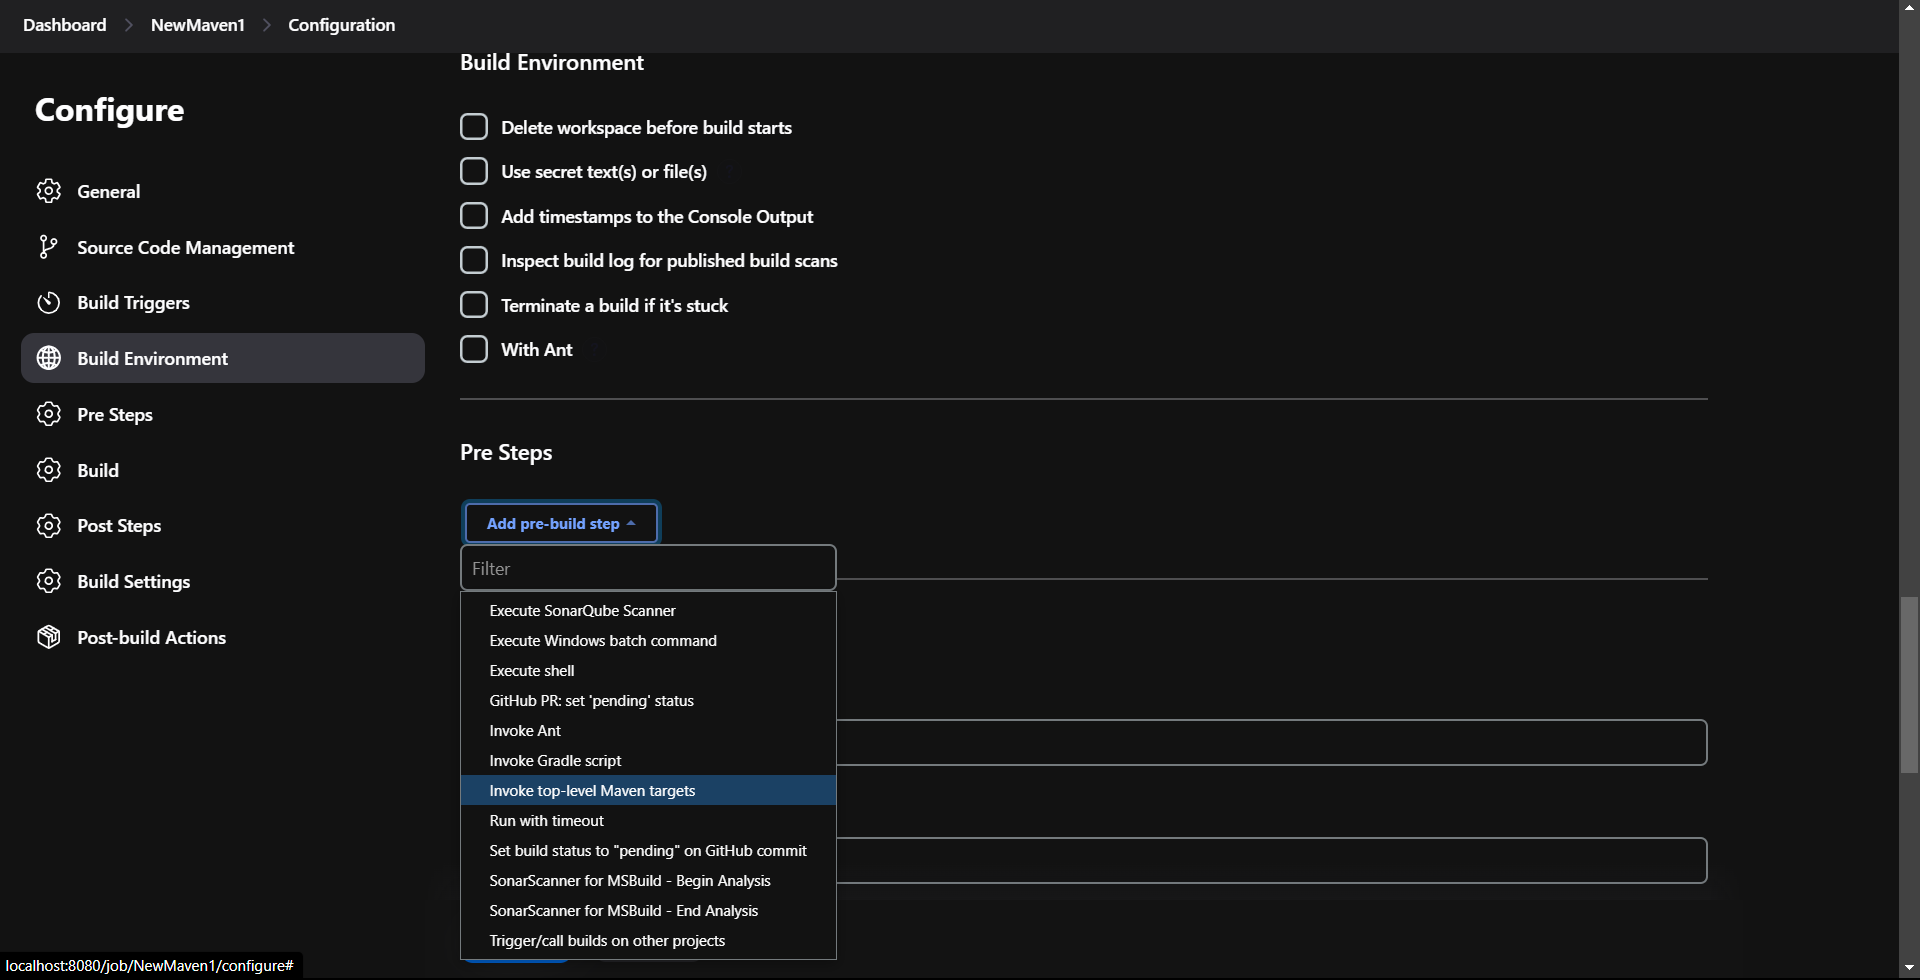 Dashboard > NewMaven1 > Configuration
Configure
General
Source Code Management
Build Triggers
Build Environment
Pre Steps
Build
Post Steps
Build Settings
Post-build Actions
Build Environment
Delete workspace before build starts
Use secret text(s) or file(s)
Add timestamps to the Console Output
Inspect build log for published build scans
Terminate a build if it's stuck
With Ant
Pre Steps
Add pre-build step
Filter
Execute SonarQube Scanner
Execute Windows batch command
Execute shell
GitHub PR: set 'pending' status
Invoke Ant
Invoke Gradle script
Invoke top-level Maven targets
Run with timeout
Set build status to "pending" on GitHub commit
SonarScanner for MSBuild - Begin Analysis
SonarScanner for MSBuild - End Analysis
Trigger/call builds on other projects
localhost:8080/job/NewMaven1/configure#